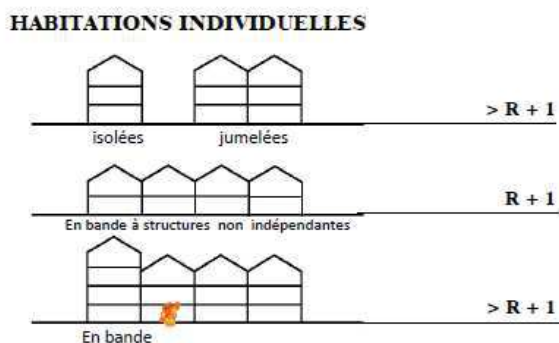 HABITATIONS INDIVIDUELLES
> R + 1
isolées jumelées
R + 1
En bande à structures non indépendantes
> R + 1
En bande